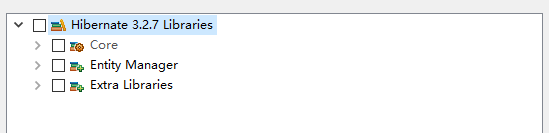 Hibernate 3.2.7 Libraries
Core
Entity Manager
Extra Libraries